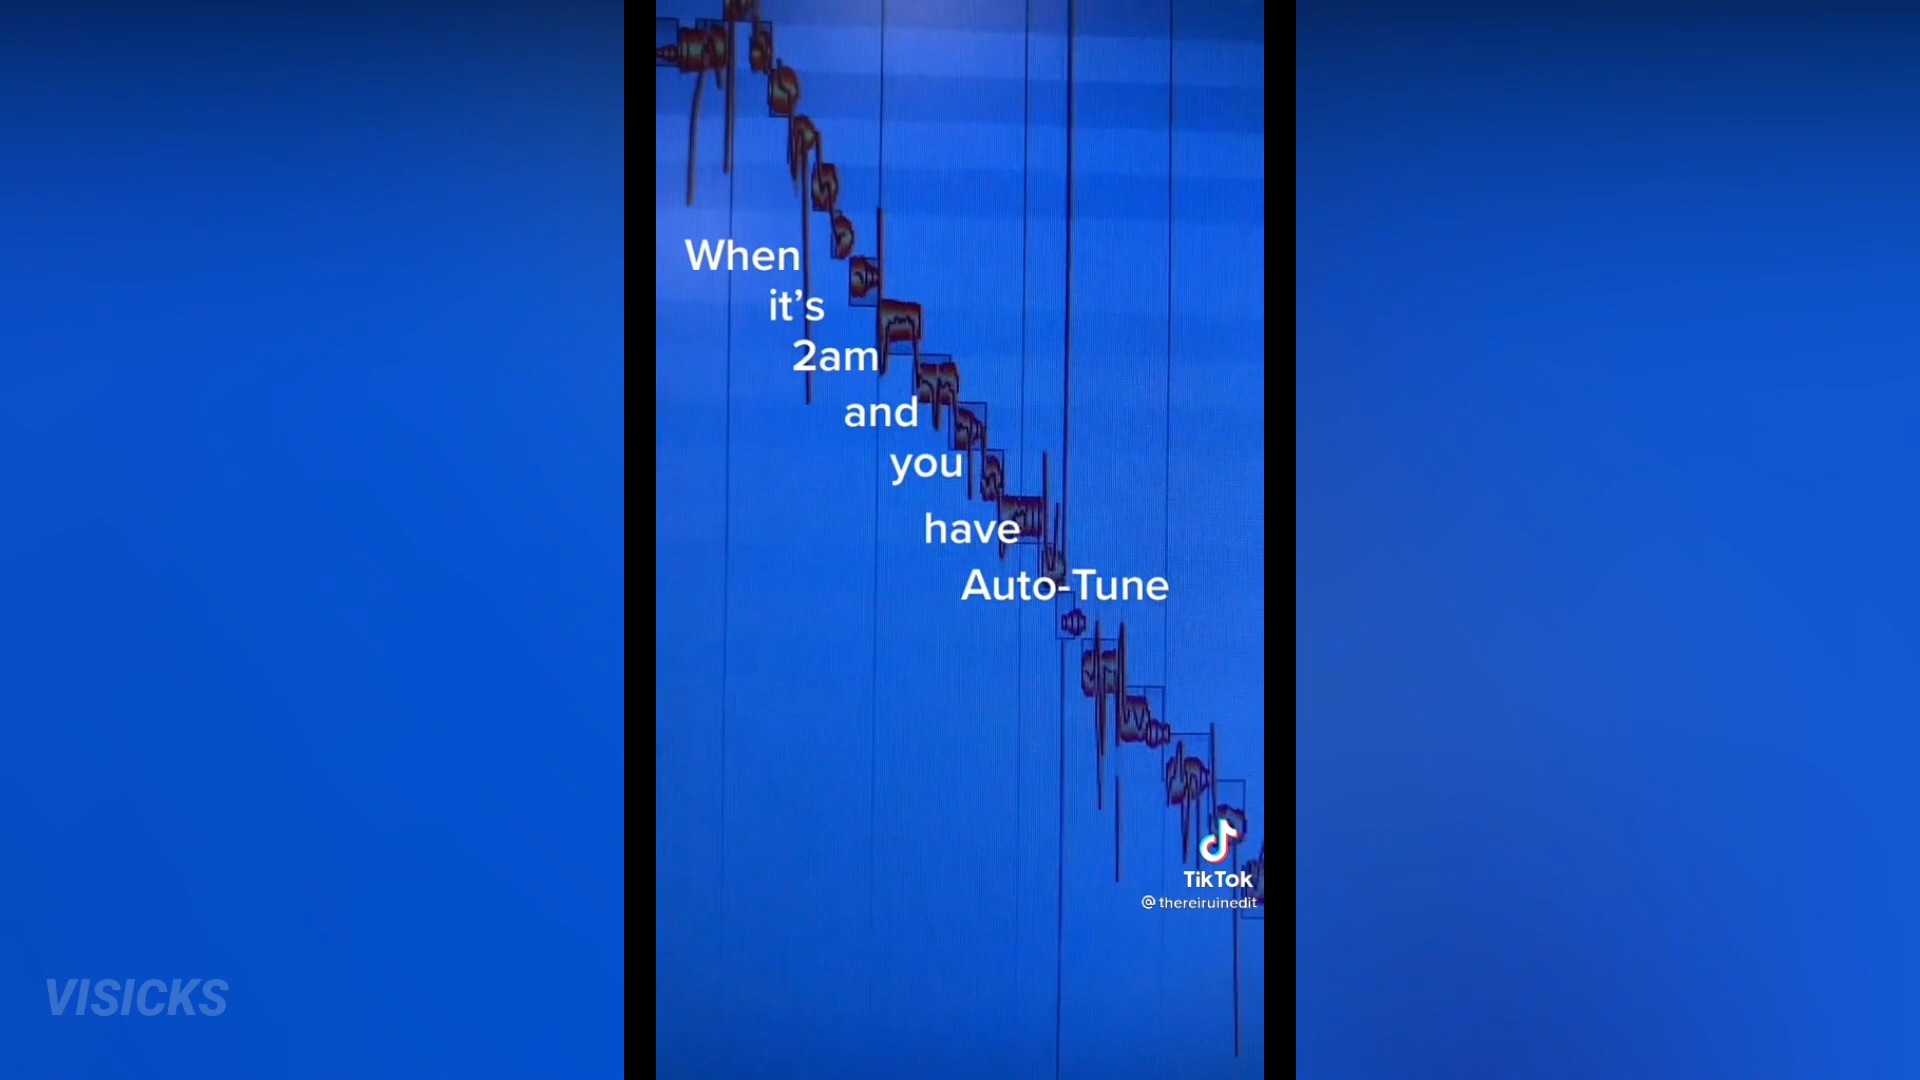 When
it’s
2am
and
you
have
Auto-Tune
TikTok
@thereiruinedit
VISICKS